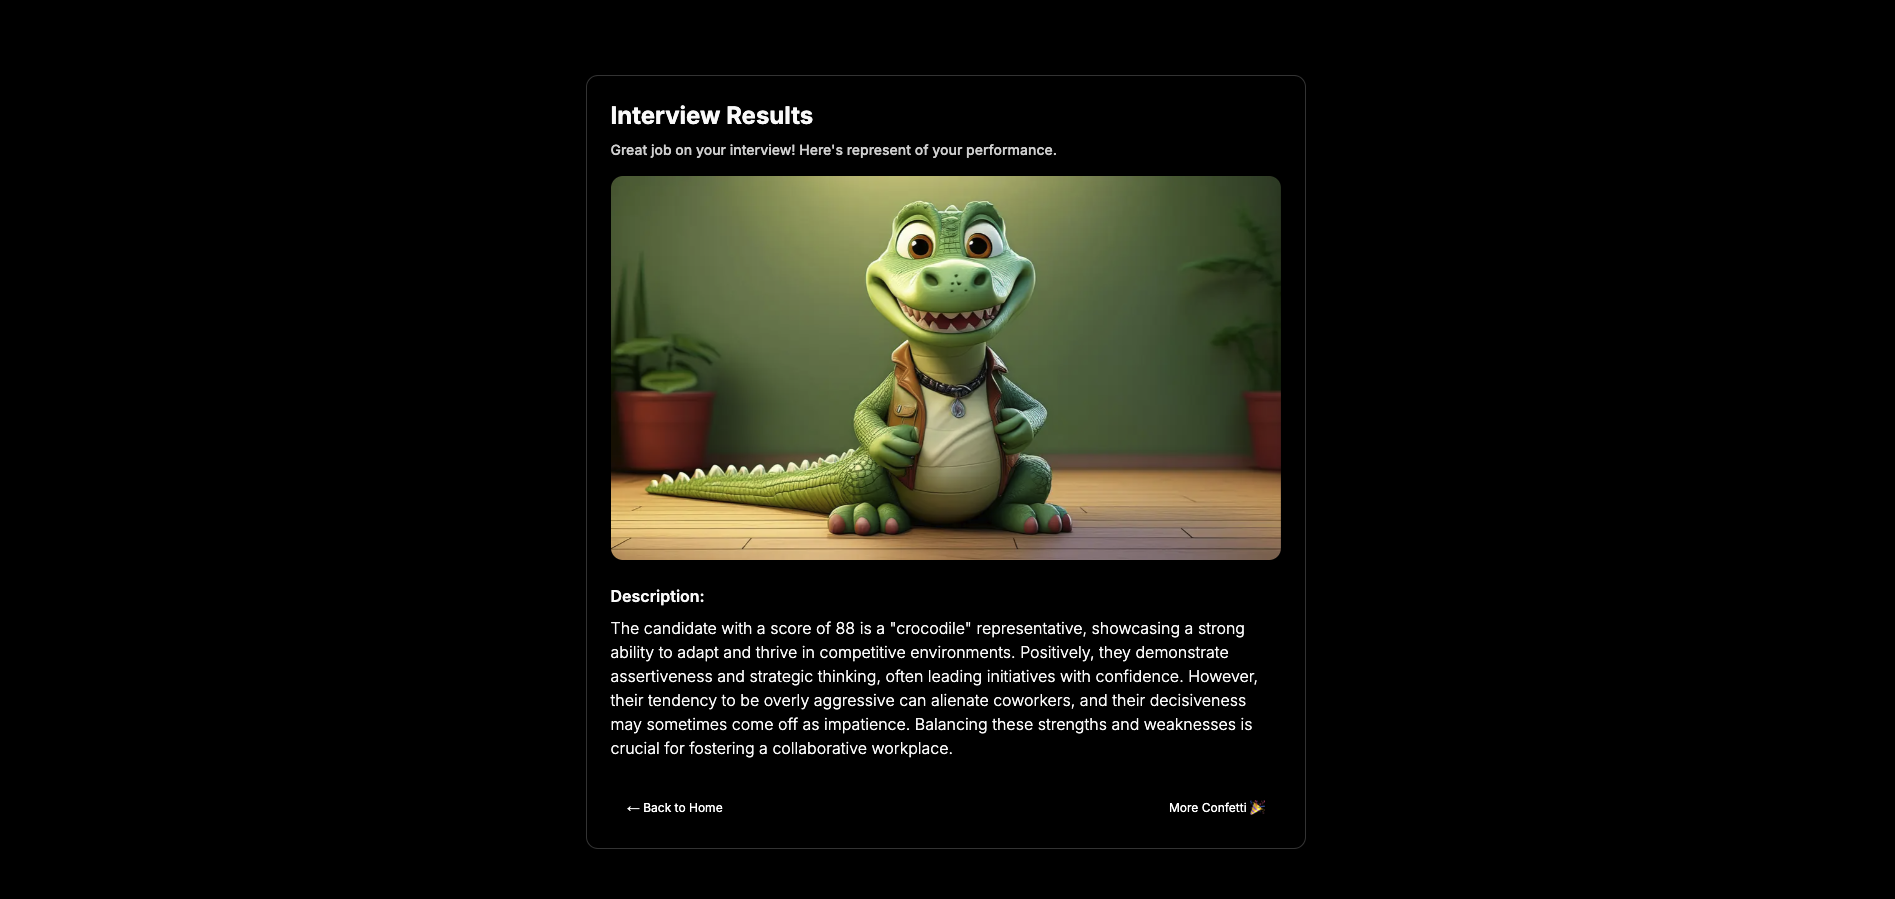 Interview Results
Great job on your interview! Here's represent of your performance.
Description:
The candidate with a score of 88 is a "crocodile" representative, showcasing a strong
ability to adapt and thrive in competitive environments. Positively, they demonstrate
assertiveness and strategic thinking, often leading initiatives with confidence. However,
their tendency to be overly aggressive can alienate coworkers, and their decisiveness
may sometimes come off as impatience. Balancing these strengths and weaknesses is
crucial for fostering a collaborative workplace.
← Back to Home
More Confetti 🎉